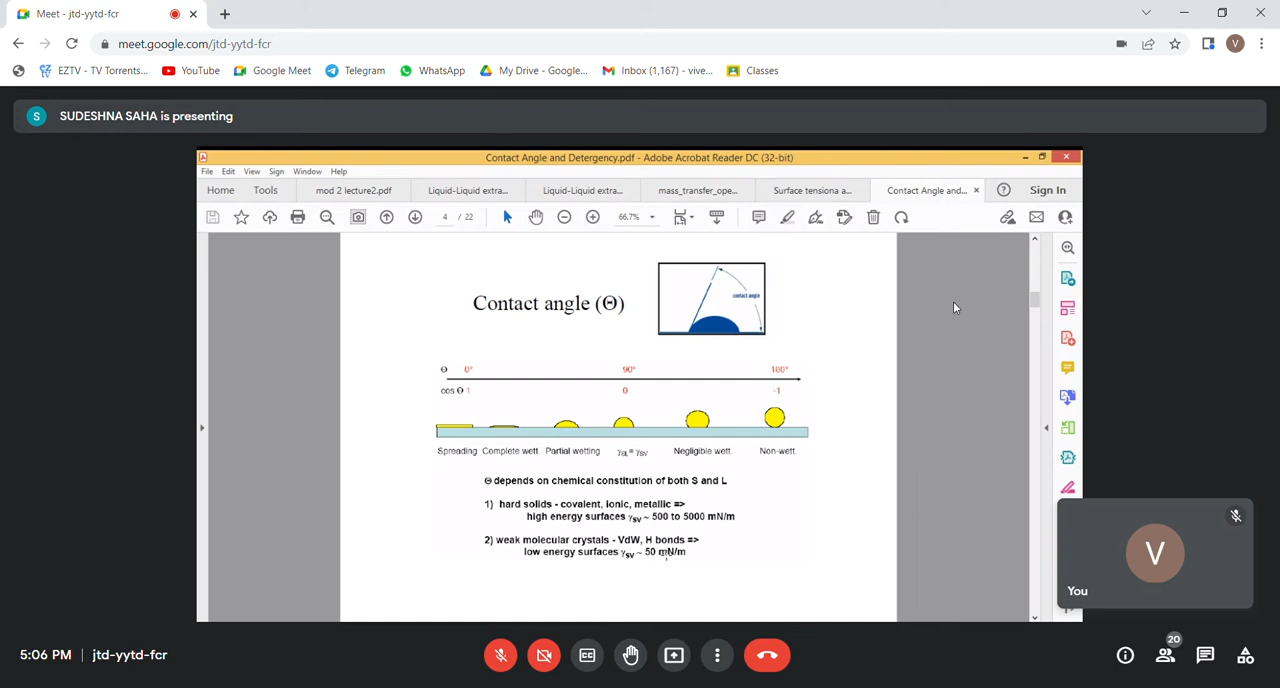 Meet - jtd-yytd-fcr
meet.google.com/jtd-yytd-fcr
V
EZTV - TV Torrents...
YouTube
Google Meet
Telegram
WhatsApp
My Drive - Google...
Inbox (1,167) - vive...
Classes
S
SUDESHNA SAHA is presenting
Contact Angle and Detergency.pdf - Adobe Acrobat Reader DC (32-bit)
File Edit View Sign Window Help
Home Tools mod 2 lecture2.pdf Liquid-Liquid extra... Liquid-Liquid extra... mass_transfer_ope... Surface tensiona a... Contact Angle and... Sign In
4 / 22 66.7%
Contact angle (Θ)
contact angle
Θ 0° 90° 180°
cos Θ 1 0 -1
Spreading Complete wett. Partial wetting γSL = γSV Negligible wett. Non-wett.
Θ depends on chemical constitution of both S and L
1) hard solids - covalent, ionic, metallic =>
high energy surfaces γSV ~ 500 to 5000 mN/m
2) weak molecular crystals - VdW, H bonds =>
low energy surfaces γSV ~ 50 mN/m
V
You
5:06 PM | jtd-yytd-fcr
CC
20